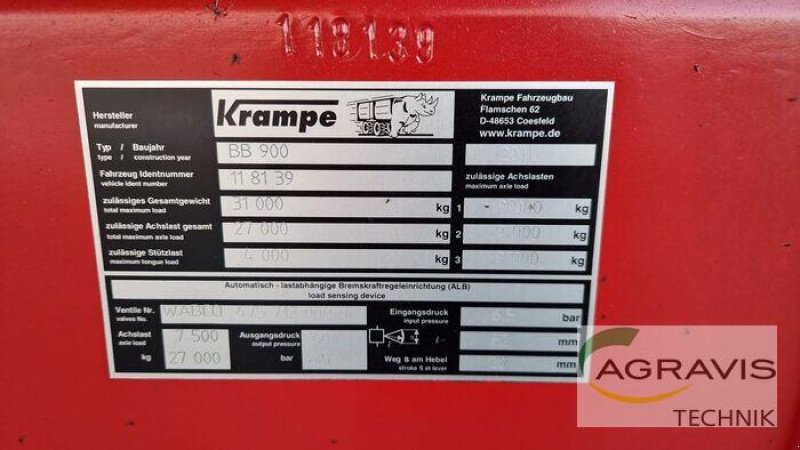 118139
Krampe
Krampe Fahrzeugbau
Flamschen 62
D-48653 Coesfeld
www.krampe.de
Hersteller
manufacturer
Typ / Baujahr
type / construction year
BB 900
Fahrzeug Identnummer
vehicle ident number
11 81 39
zulässige Achslasten
maximum axle load
zulässiges Gesamtgewicht
total maximum load
31 000 kg 1 kg
zulässige Achslast gesamt
total maximum axle load
27 000 kg 2 kg
zulässige Stützlast
maximum tongue load
4 000 kg 3 kg
Automatisch - lastabhängige Bremskraftregeleinrichtung (ALB)
load sensing device
Ventile Nr.
valves No.
Eingangsdruck
input pressure
bar
Achslast
axle load
7 500
Ausgangsdruck
output pressure
mm
kg
27 000
bar
Weg S am Hebel
stroke S at lever
mm
AGRAVIS
TECHNIK